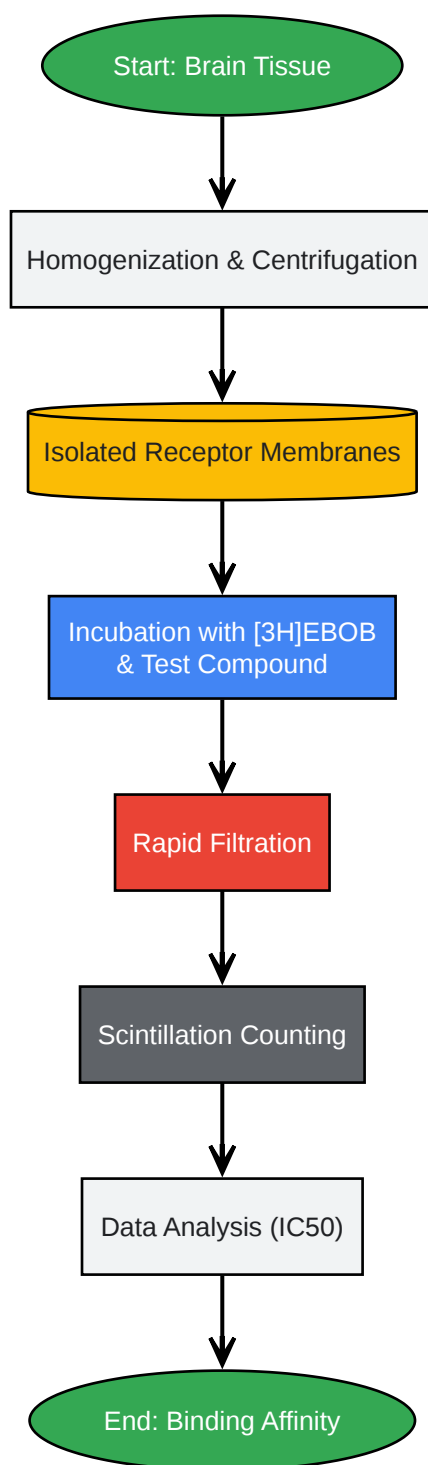 Start: Brain Tissue
Homogenization & Centrifugation
Isolated Receptor Membranes
Incubation with [3H]EBOB
& Test Compound
Rapid Filtration
Scintillation Counting
Data Analysis (IC50)
End: Binding Affinity